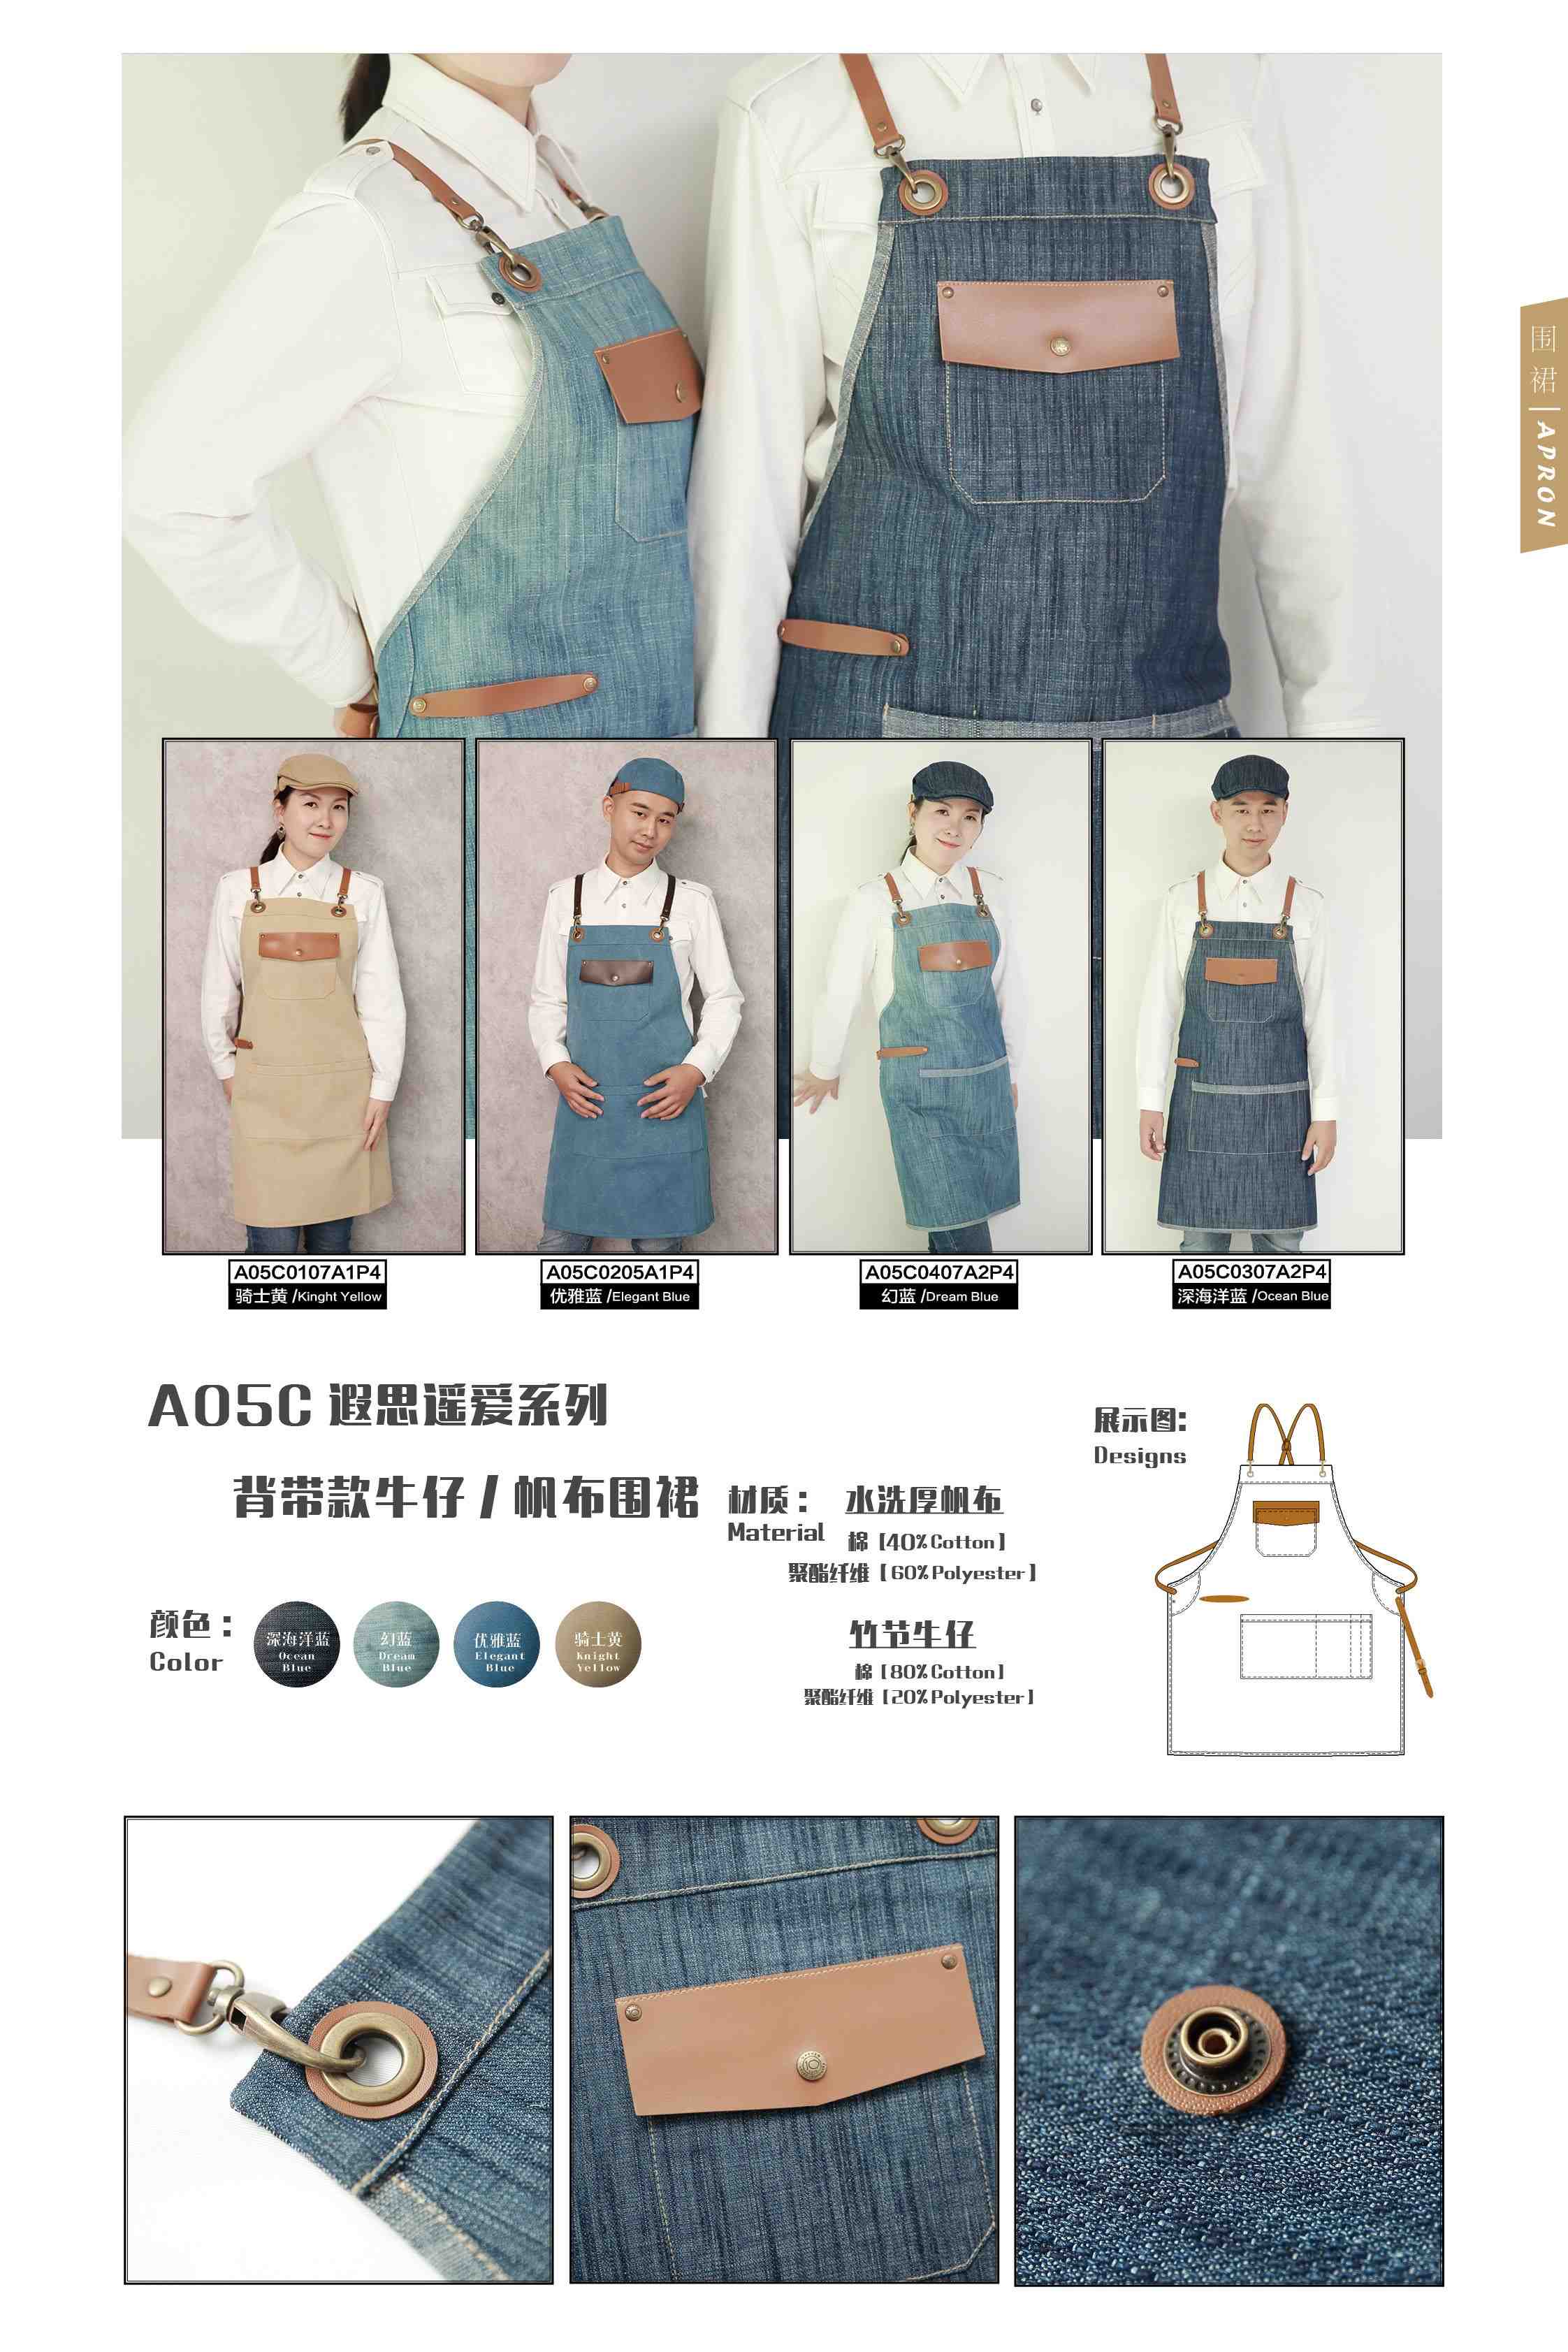 围裙 | APRON
A05C0107A1P4
骑士黄 /Kinght Yellow
A05C0205A1P4
优雅蓝 /Elegant Blue
A05C0407A2P4
幻蓝 /Dream Blue
A05C0307A2P4
深海洋蓝 /Ocean Blue
A05C 遐思遥爱系列
背带款牛仔 / 帆布围裙
颜色：
Color
深海洋蓝
Ocean
Blue
幻蓝
Dream
Blue
优雅蓝
Elegant
Blue
骑士黄
Knight
Yellow
材质：
Material
水洗厚帆布
棉 [40% Cotton]
聚酯纤维 [60% Polyester]
竹节牛仔
棉 [80% Cotton]
聚酯纤维 [20% Polyester]
展示图:
Designs